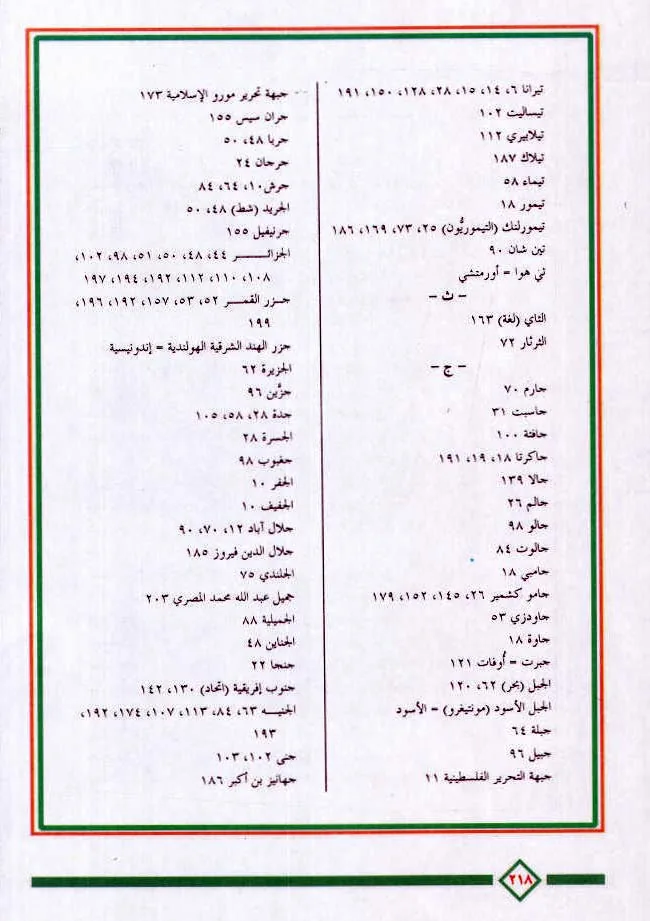 تيرانا ٦، ١٤، ١٥، ٢٨، ١٢٨، ١٥٠، ١٩١
تيساليت ١٠٢
تيلابيري ١١٢
تيلاك ١٨٧
تيماء ٥٨
تيمور ١٨
تيمورلنك (التيموريُّون) ٢٥، ٧٣، ١٦٩، ١٨٦
تين شان ٩٠
تي هوا = أورمتشي
- ث -
الثاي (لغة) ١٦٣
الثرثار ٧٢
- ج -
جارم ٧٠
جاسبت ٣١
جافثة ١٠٠
جاكرتا ١٨، ١٩، ١٩١
جالا ١٣٩
جالم ٢٦
جالو ٩٨
جالوت ٨٤
جامبي ١٨
جامو كشمير ٢٦، ١٤٥، ١٥٢، ١٧٩
جاودزي ٥٣
جاوة ١٨
جبرت = أوفات ١٢١
الجبل (بحر) ٦٢، ١٢٠
الجبل الأسود (مونتيغرو) = الأسود
جبلة ٦٤
جبيل ٩٦
جبهة التحرير الفلسطينية ١١
جبهة تحرير مورو الإسلامية ١٧٣
جران سيس ١٥٥
جربا ٤٨، ٥٠
جرجان ٢٤
جرش ١٠، ٦٤، ٨٤
الجريد (شط) ٤٨، ٥٠
جرنيفيل ١٥٥
الجزائـــــر ٤٤، ٤٨، ٥٠، ٥١، ٩٨، ١٠٢،
١٠٨، ١١٠، ١١٢، ١٩٢، ١٩٤، ١٩٧
جـزر القمـــر ٥٢، ٥٣، ١٥٧، ١٩٢، ١٩٦،
١٩٩
جزر الهند الشرقية الهولندية = إندونيسية
الجزيرة ٦٢
جزِّين ٩٦
جدة ٢٨، ٥٨، ١٠٥
الجسرة ٢٨
جغبوب ٩٨
الجفر ١٠
الجفيف ١٠
جلال آباد ١٢، ٧٠، ٩٠
جلال الدين فيروز ١٨٥
الجلندي ٧٥
جميل عبد الله محمد المصري ٢٠٣
الجميلية ٨٨
الجناين ٤٨
جنجا ٢٢
جنوب إفريقية (اتحاد) ١٣٠، ١٤٢
الجنيـــه ٦٣، ٨٤، ١١٣، ١٠٧، ١٧٤، ١٩٢،
١٩٣
جنى ١٠٢، ١٠٣
جهانيز بن أكبر ١٨٦
٢١٨